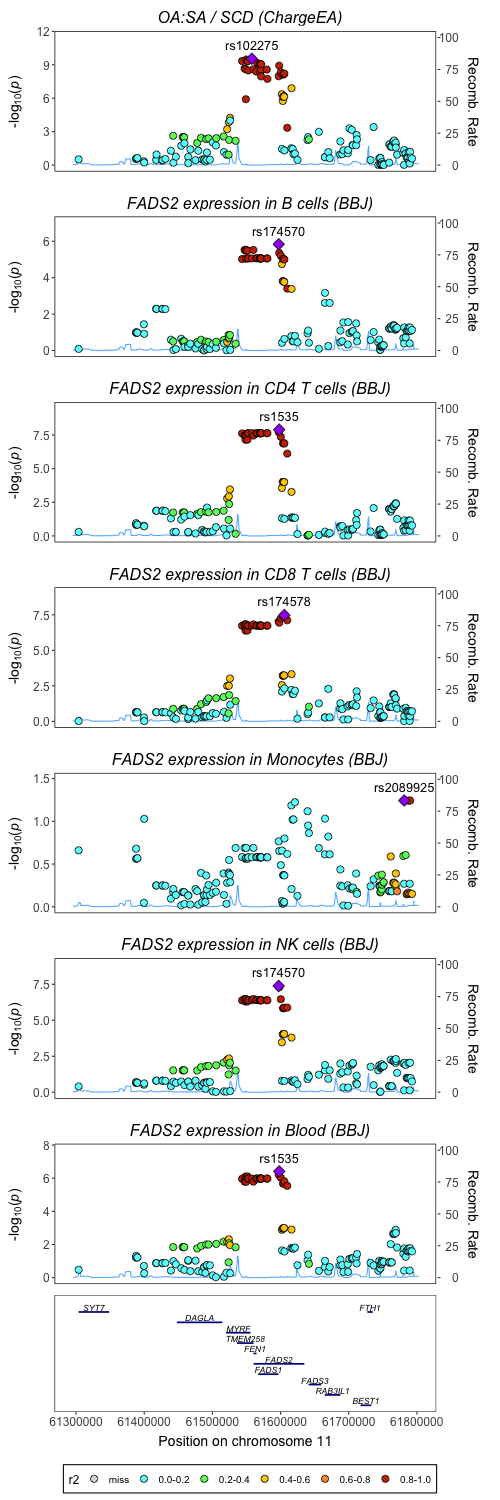 OA:SA / SCD (ChargeEA)
rs102275
12
9
6
3
0
100
75
50
25
0
-log10(p)
Recomb. Rate
FADS2 expression in B cells (BBJ)
rs174570
6
4
2
0
100
75
50
25
0
-log10(p)
Recomb. Rate
FADS2 expression in CD4 T cells (BBJ)
rs1535
7.5
5.0
2.5
0.0
100
75
50
25
0
-log10(p)
Recomb. Rate
FADS2 expression in CD8 T cells (BBJ)
rs174578
7.5
5.0
2.5
0.0
100
75
50
25
0
-log10(p)
Recomb. Rate
FADS2 expression in Monocytes (BBJ)
rs2089925
1.5
1.0
0.5
0.0
100
75
50
25
0
-log10(p)
Recomb. Rate
FADS2 expression in NK cells (BBJ)
rs174570
7.5
5.0
2.5
0.0
100
75
50
25
0
-log10(p)
Recomb. Rate
FADS2 expression in Blood (BBJ)
rs1535
8
6
4
2
0
100
75
50
25
0
-log10(p)
Recomb. Rate
SYT7 FTH1
DAGLA
MYRF
TMEM258
FEN1
FADS2
FADS1
FADS3
RAB3IL1
BEST1
61300000 61400000 61500000 61600000 61700000 61800000
Position on chromosome 11
r2 miss 0.0-0.2 0.2-0.4 0.4-0.6 0.6-0.8 0.8-1.0